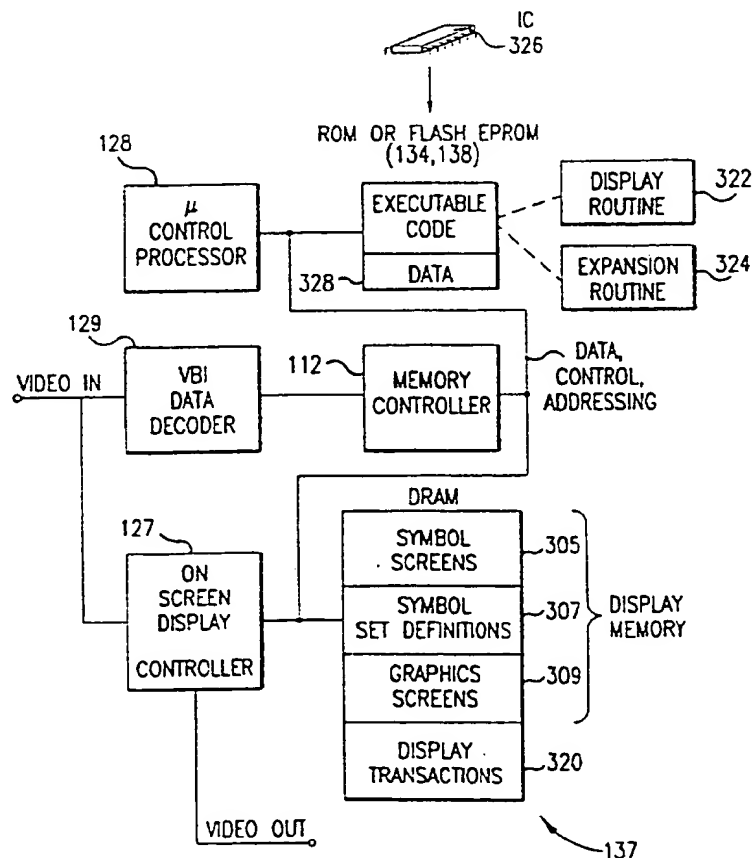 IC
326
ROM OR FLASH EPROM
(134,138)
128
μ
CONTROL
PROCESSOR
EXECUTABLE
CODE
DATA
328
DISPLAY
ROUTINE
322
EXPANSION
ROUTINE
324
129
VIDEO IN
VBI
DATA
DECODER
112
MEMORY
CONTROLLER
DATA,
CONTROL,
ADDRESSING
127
ON
SCREEN
DISPLAY
CONTROLLER
DRAM
SYMBOL
SCREENS
305
SYMBOL
SET DEFINITIONS
307
GRAPHICS
SCREENS
309
DISPLAY
MEMORY
DISPLAY
TRANSACTIONS
320
VIDEO OUT
137